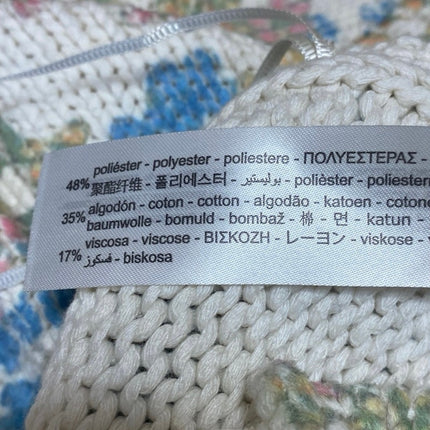 poliéster - polyester - poliestere - ΠΟΛΥΕΣΤΕΡΑΣ -
48% 聚酯纤维 - 폴리에스터 - بوليستير - polièster - poliestern
algodón - coton - cotton - algodão - katoen - cotone
35% baumwolle - bomuld - bombaž - 棉 - 면 - katun -
viscosa - viscose - ΒΙΣΚΟΖΗ - レーヨン - viskose -
17% فسكوز - biskosa